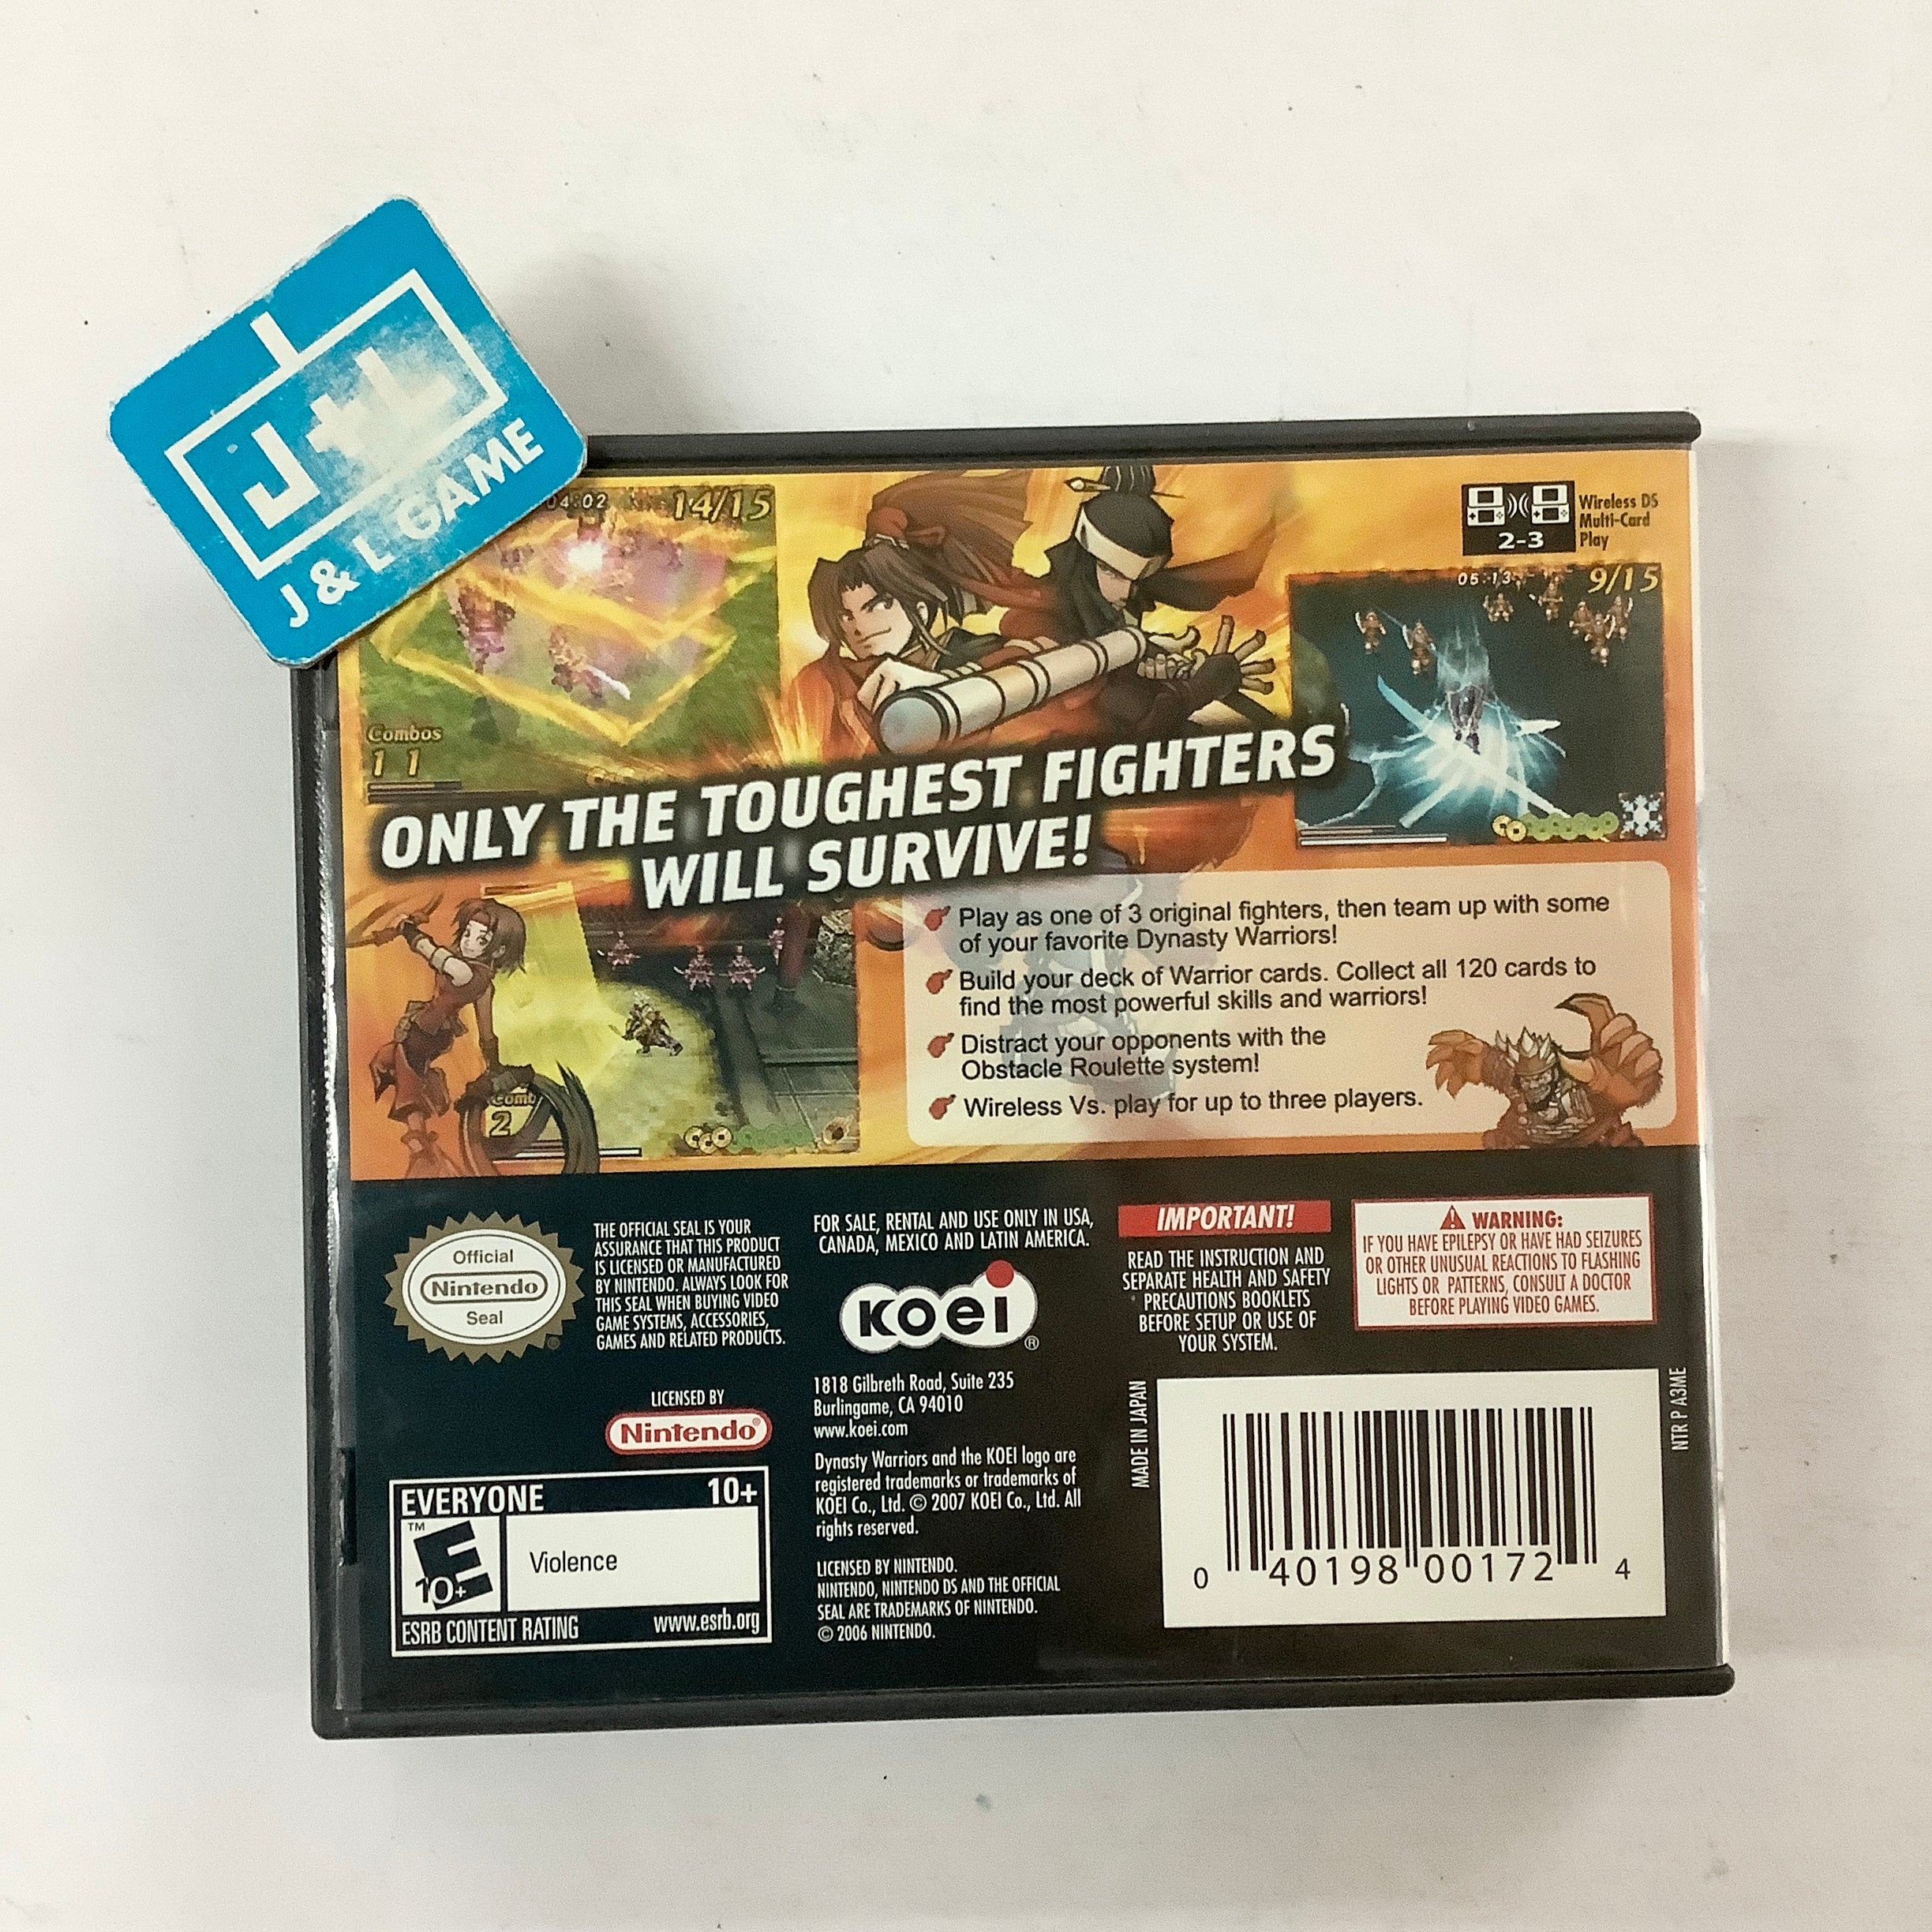 J+L
J & L GAME
04:02
14/15
Combos
11
Wireless DS
Multi-Card
Play
2-3
05:13
9/15
ONLY THE TOUGHEST FIGHTERS
WILL SURVIVE!
Play as one of 3 original fighters, then team up with some
of your favorite Dynasty Warriors!
Build your deck of Warrior cards. Collect all 120 cards to
find the most powerful skills and warriors!
Distract your opponents with the
Obstacle Roulette system!
Wireless Vs. play for up to three players.
2
Official
Nintendo
Seal
®
THE OFFICIAL SEAL IS YOUR
ASSURANCE THAT THIS PRODUCT
IS LICENSED OR MANUFACTURED
BY NINTENDO. ALWAYS LOOK FOR
THIS SEAL WHEN BUYING VIDEO
GAME SYSTEMS, ACCESSORIES,
GAMES AND RELATED PRODUCTS.
LICENSED BY
Nintendo®
EVERYONE 10+
™
E
10+
Violence
ESRB CONTENT RATING www.esrb.org
FOR SALE, RENTAL AND USE ONLY IN USA,
CANADA, MEXICO AND LATIN AMERICA.
KOEI
®
1818 Gilbreth Road, Suite 235
Burlingame, CA 94010
www.koei.com
Dynasty Warriors and the KOEI logo are
registered trademarks or trademarks of
KOEI Co., Ltd. © 2007 KOEI Co., Ltd. All
rights reserved.
LICENSED BY NINTENDO.
NINTENDO, NINTENDO DS AND THE OFFICIAL
SEAL ARE TRADEMARKS OF NINTENDO.
© 2006 NINTENDO.
IMPORTANT!
READ THE INSTRUCTION AND
SEPARATE HEALTH AND SAFETY
PRECAUTIONS BOOKLETS
BEFORE SETUP OR USE OF
YOUR SYSTEM.
WARNING:
IF YOU HAVE EPILEPSY OR HAVE HAD SEIZURES
OR OTHER UNUSUAL REACTIONS TO FLASHING
LIGHTS OR PATTERNS, CONSULT A DOCTOR
BEFORE PLAYING VIDEO GAMES.
MADE IN JAPAN
NTR P A3ME
0 40198 00172 4